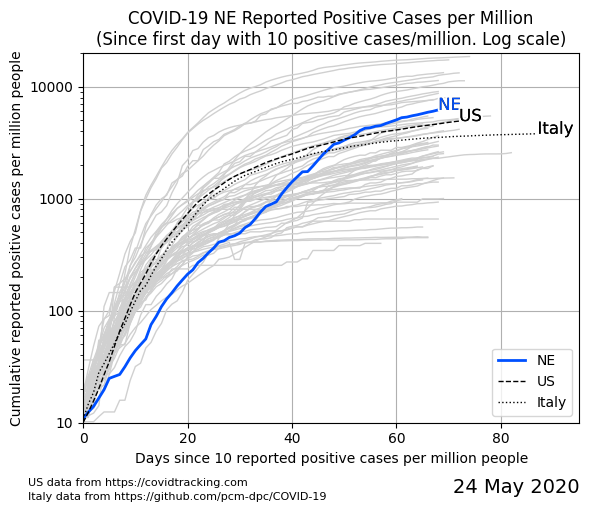 COVID-19 NE Reported Positive Cases per Million
(Since first day with 10 positive cases/million. Log scale)
Cumulative reported positive cases per million people
10000
1000
100
10
NE
US
Italy
NE
US
Italy
0
20
40
60
80
Days since 10 reported positive cases per million people
US data from https://covidtracking.com
Italy data from https://github.com/pcm-dpc/COVID-19
24 May 2020